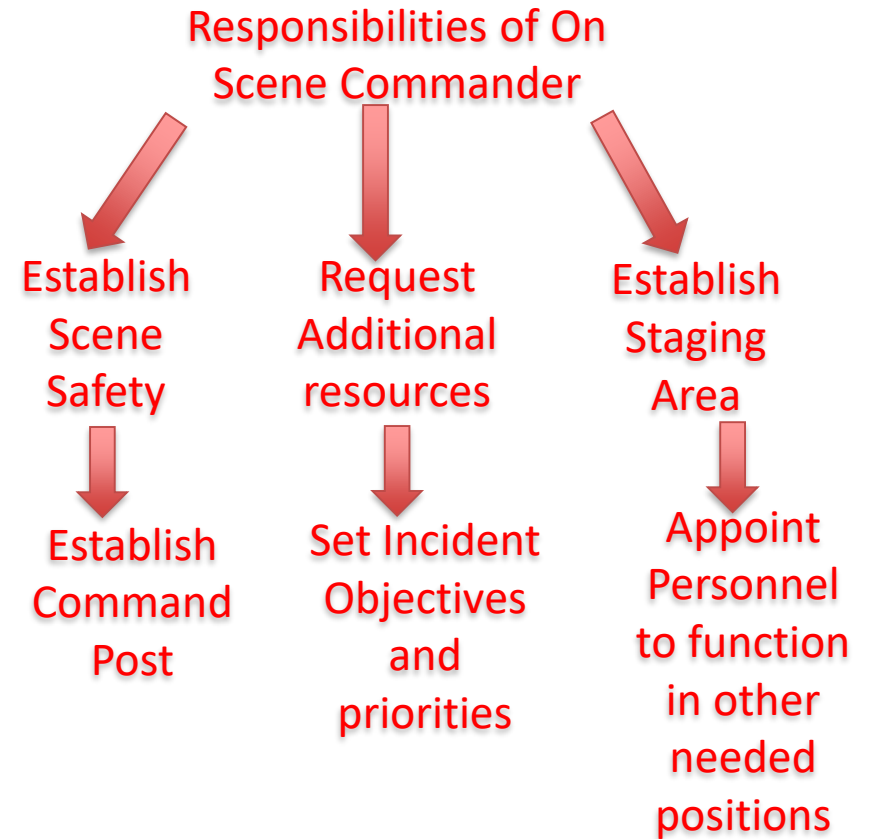 Responsibilities of On
Scene Commander
Establish
Scene
Safety
Request
Additional
resources
Establish
Staging
Area
Establish
Command
Post
Set Incident
Objectives
and
priorities
Appoint
Personnel
to function
in other
needed
positions